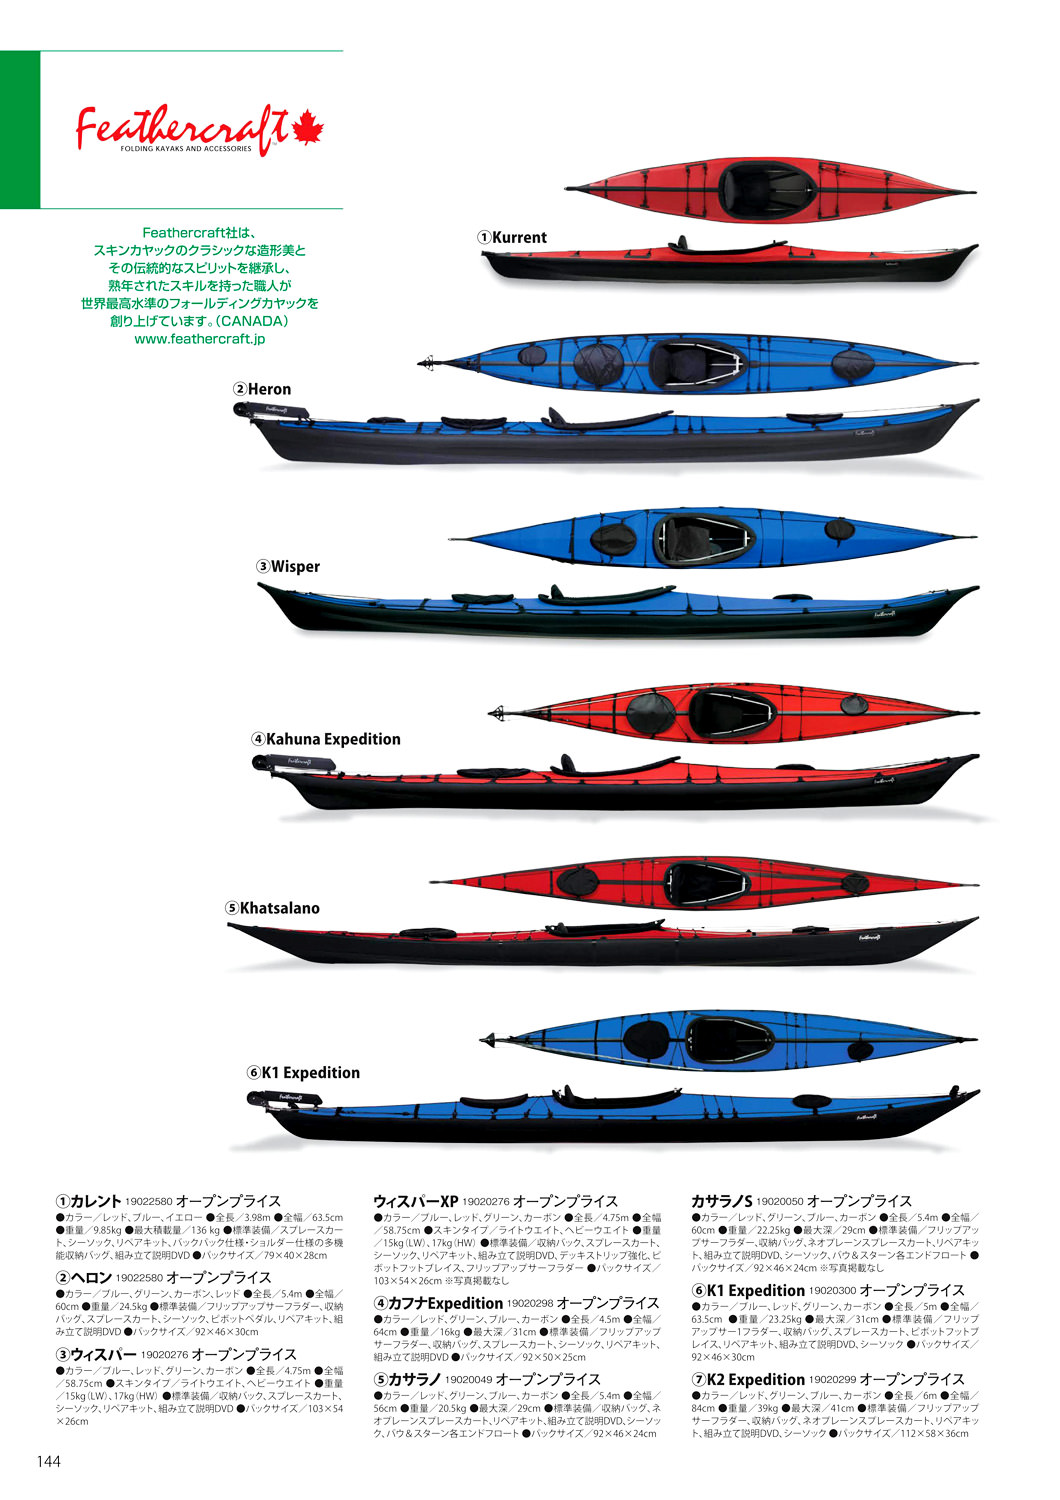 Feathercraft
FOLDING KAYAKS AND ACCESSORIES
Feathercraft社は、
スキンカヤックのクラシックな造形美と
その伝統的なスピリットを継承し、
熟年されたスキルを持った職人が
世界最高水準のフォールディングカヤックを
創り上げています。(CANADA)
www.feathercraft.jp
①Kurrent
②Heron
Feathercraft
Feathercraft
③Wisper
Feathercraft
④Kahuna Expedition
Feathercraft
Feathercraft
⑤Khatsalano
Feathercraft
⑥K1 Expedition
Feathercraft
Feathercraft
①カレント 19022580 オープンプライス
●カラー／レッド、ブルー、イエロー ●全長／3.98m ●全幅／63.5cm
●重量／9.85kg ●最大積載量／136 kg ●標準装備／スプレースカー
ト、シーソック、リペアキット、バックパック仕様・ショルダー仕様の多機
能収納バッグ、組み立て説明DVD ●パックサイズ／79×40×28cm
②ヘロン 19022580 オープンプライス
●カラー／ブルー、グリーン、カーボン、レッド ●全長／5.4m ●全幅／
60cm ●重量／24.5kg ●標準装備／フリップアップサーフラダー、収納
バッグ、スプレースカート、シーソック、ピボットペダル、リペアキット、組
み立て説明DVD ●パックサイズ／92×46×30cm
③ウィスパー 19020276 オープンプライス
●カラー／ブルー、レッド、グリーン、カーボン ●全長／4.75m ●全幅
／58.75cm ●スキンタイプ／ライトウエイト、ヘビーウエイト ●重量
／15kg（LW）、17kg（HW） ●標準装備／収納バック、スプレースカート、
シーソック、リペアキット、組み立て説明DVD ●パックサイズ／103×54
×26cm
ウィスパーXP 19020276 オープンプライス
●カラー／ブルー、レッド、グリーン、カーボン ●全長／4.75m ●全幅
／58.75cm ●スキンタイプ／ライトウエイト、ヘビーウエイト ●重量
／15kg（LW）、17kg（HW） ●標準装備／収納バック、スプレスカート、
シーソック、リペアキット、組み立て説明DVD、デッキストリップ強化、ピ
ボットフットブレイス、フリップアップサーフラダー ●パックサイズ／
103×54×26cm ※写真掲載なし
④カフナExpedition 19020298 オープンプライス
●カラー／レッド、グリーン、ブルー、カーボン ●全長／4.5m ●全幅／
64cm ●重量／16kg ●最大深／31cm ●標準装備／フリップアップ
サーフラダー、収納バッグ、スプレースカート、シーソック、リペアキット、
組み立て説明DVD ●パックサイズ／92×50×25cm
⑤カサラノ 19020049 オープンプライス
●カラー／レッド、グリーン、ブルー、カーボン ●全長／5.4m ●全幅／
56cm ●重量／20.5kg ●最大深／29cm ●標準装備／収納バッグ、ネ
オプレーンスプレースカート、リペアキット、組み立て説明DVD、シーソッ
ク、バウ＆スターン各エンドフロート ●パックサイズ／92×46×24cm
カサラノS 19020050 オープンプライス
●カラー／レッド、グリーン、ブルー、カーボン ●全長／5.4m ●全幅／
60cm ●重量／22.25kg ●最大深／29cm ●標準装備／フリップアッ
プサーフラダー、収納バッグ、ネオプレーンスプレースカート、リペアキッ
ト、組み立て説明DVD、シーソック、バウ＆スターン各エンドフロート ●
パックサイズ／92×46×24cm ※写真掲載なし
⑥K1 Expedition 19020300 オープンプライス
●カラー／ブルー、レッド、グリーン、カーボン ●全長／5m ●全幅／
63.5cm ●重量／23.25kg ●最大深／31cm ●標準装備／フリップ
アップサー1フラダー、収納バッグ、スプレースカート、ピボットフットブ
レイス、リペアキット、組み立て説明DVD、シーソック ●パックサイズ／
92×46×30cm
⑦K2 Expedition 19020299 オープンプライス
●カラー／レッド、グリーン、ブルー、カーボン ●全長／6m ●全幅／
84cm ●重量／39kg ●最大深／41cm ●標準装備／フリップアップ
サーフラダー、収納バッグ、ネオプレーンスプレースカート、リペアキッ
ト、組み立て説明DVD、シーソック ●パックサイズ／112×58×36cm
144